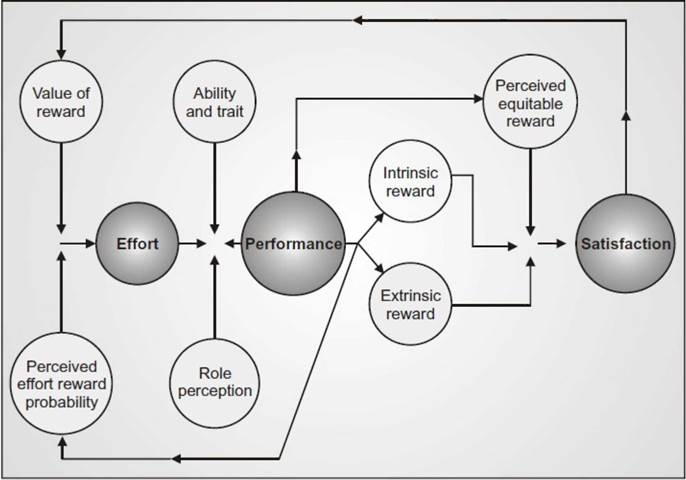 Value of
reward
Ability
and trait
Perceived
equitable
reward
Intrinsic
reward
Effort
Performance
Satisfaction
Extrinsic
reward
Perceived
effort reward
probability
Role
perception